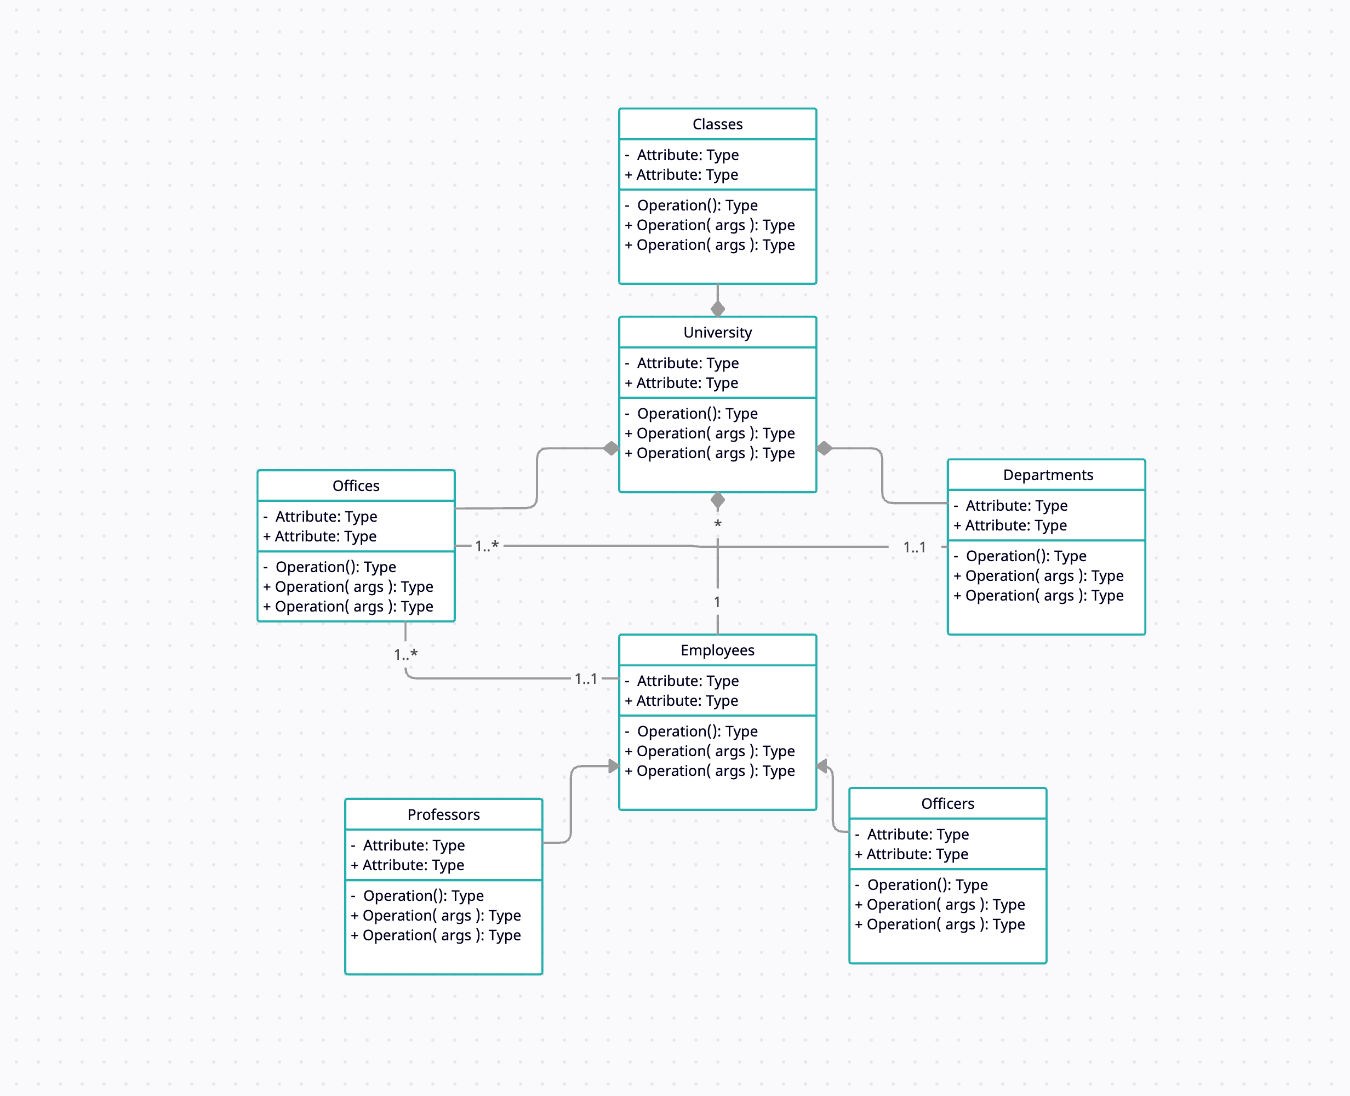 Classes
-  Attribute: Type
+ Attribute: Type
-  Operation(): Type
+ Operation( args ): Type
+ Operation( args ): Type
University
-  Attribute: Type
+ Attribute: Type
-  Operation(): Type
+ Operation( args ): Type
+ Operation( args ): Type
Offices
-  Attribute: Type
+ Attribute: Type
-  Operation(): Type
+ Operation( args ): Type
+ Operation( args ): Type
Departments
-  Attribute: Type
+ Attribute: Type
-  Operation(): Type
+ Operation( args ): Type
+ Operation( args ): Type
*
1..*
1..1
1
1..*
1..1
Employees
-  Attribute: Type
+ Attribute: Type
-  Operation(): Type
+ Operation( args ): Type
+ Operation( args ): Type
Professors
-  Attribute: Type
+ Attribute: Type
-  Operation(): Type
+ Operation( args ): Type
+ Operation( args ): Type
Officers
-  Attribute: Type
+ Attribute: Type
-  Operation(): Type
+ Operation( args ): Type
+ Operation( args ): Type